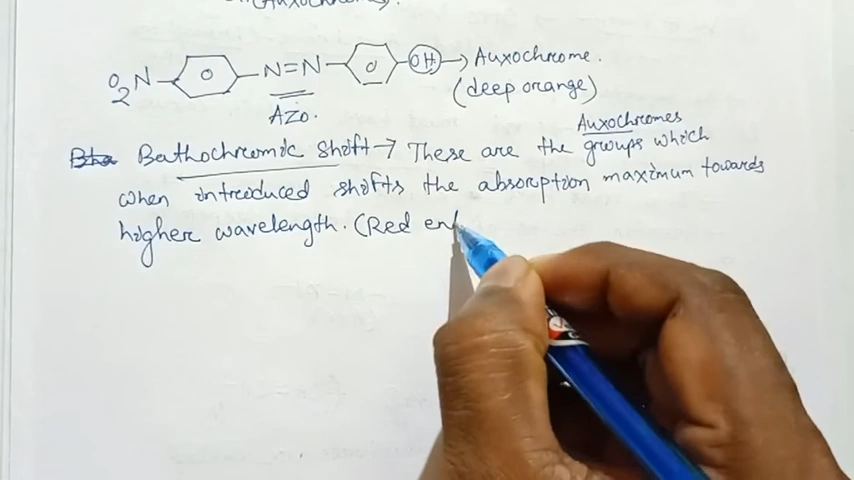 (Auxochromes).
O2N N=N OH → Auxochrome.
Azo. (deep orange)
Auxochromes
Bathochromic shift → These are the groups which
when introduced shifts the absorption maximum towards
higher wavelength. (Red en